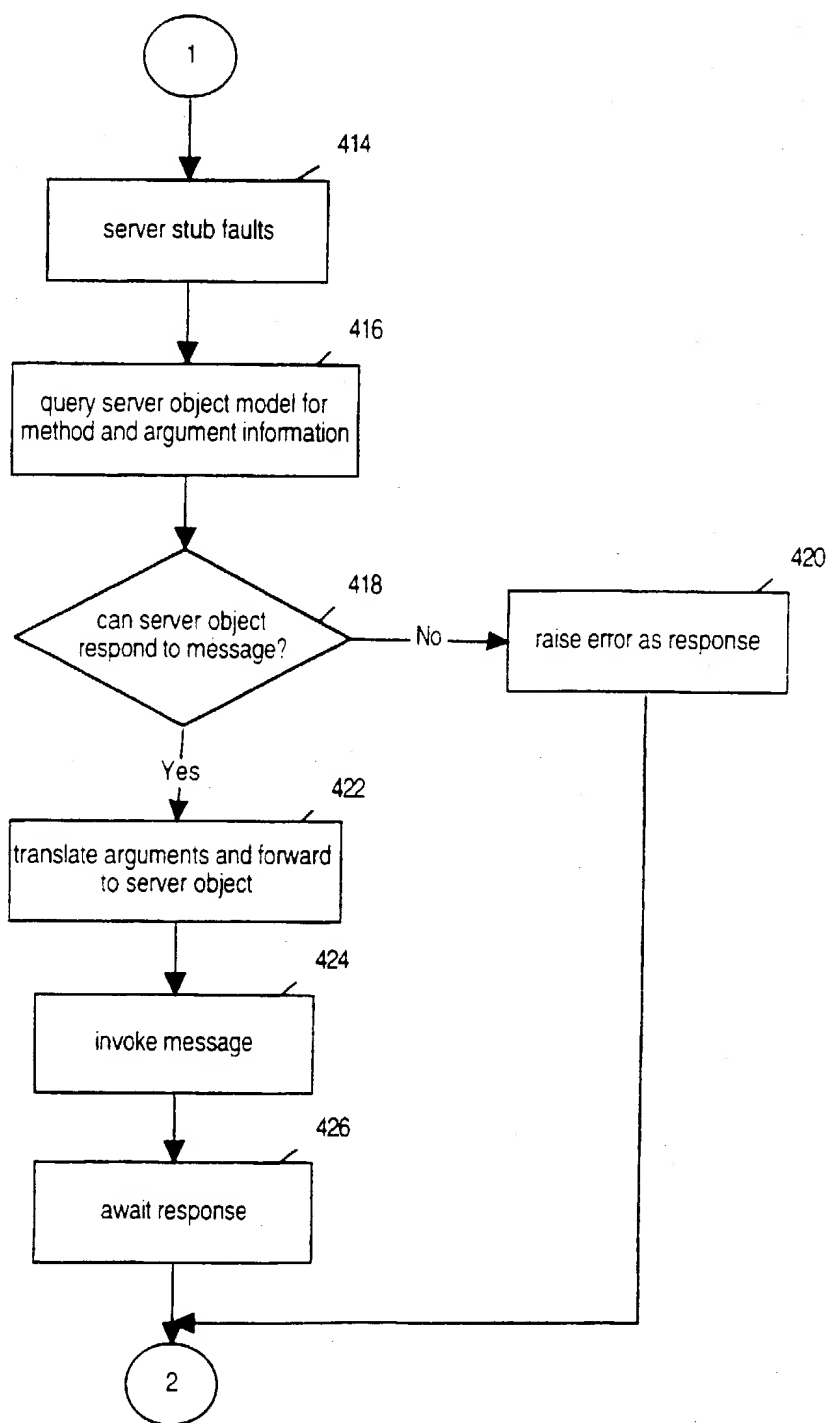 1
414
server stub faults
416
query server object model for
method and argument information
418
can server object
respond to message?
No
420
raise error as response
Yes
422
translate arguments and forward
to server object
424
invoke message
426
await response
2